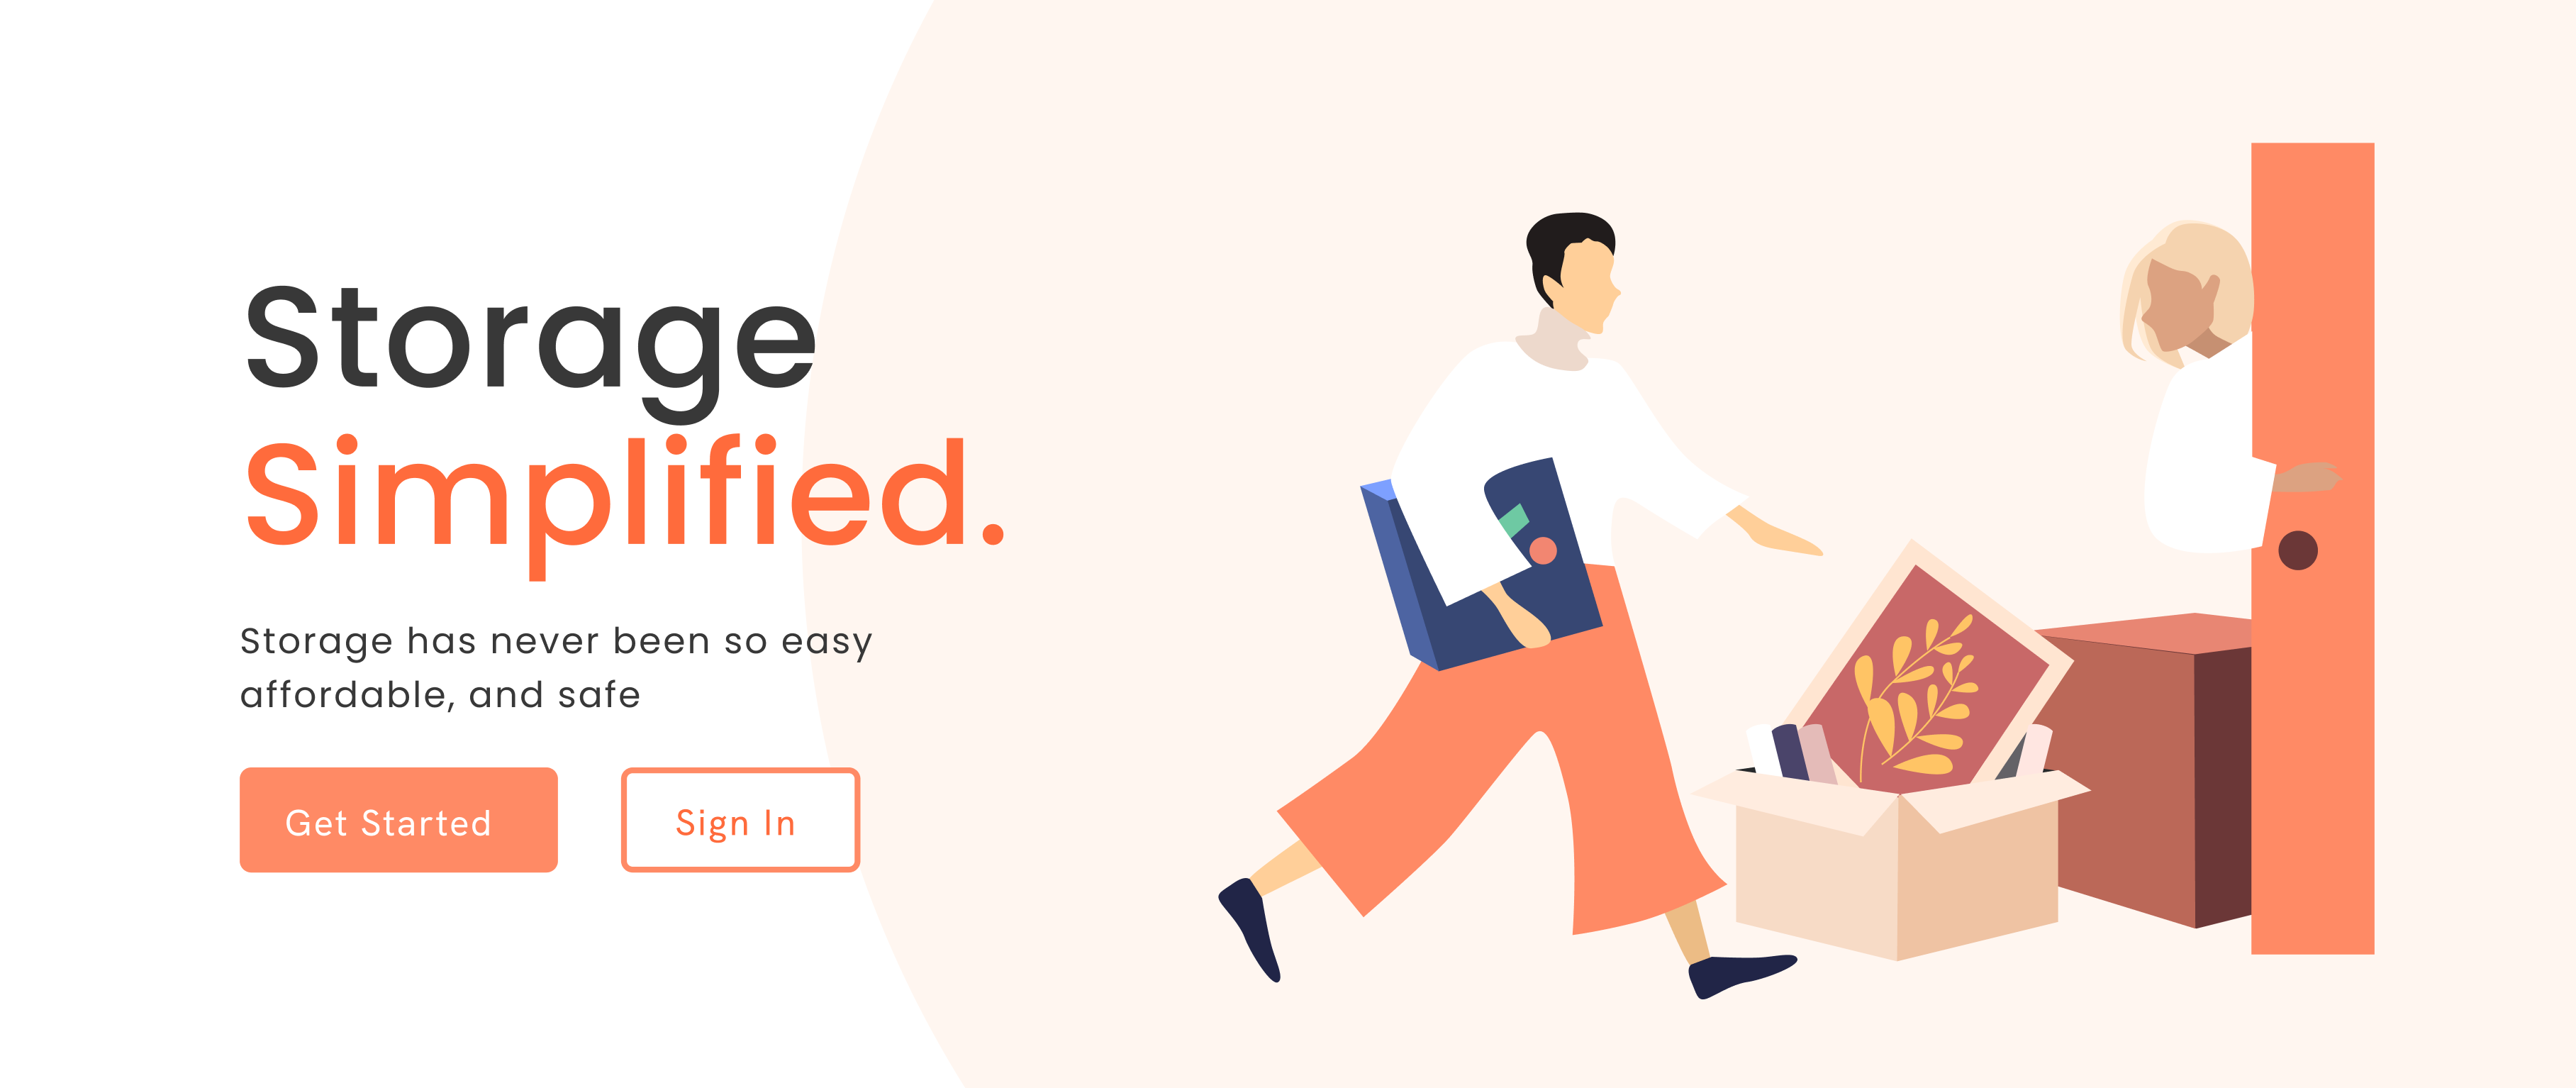 Storage
Simplified.
Storage has never been so easy
affordable, and safe
Get Started
Sign In